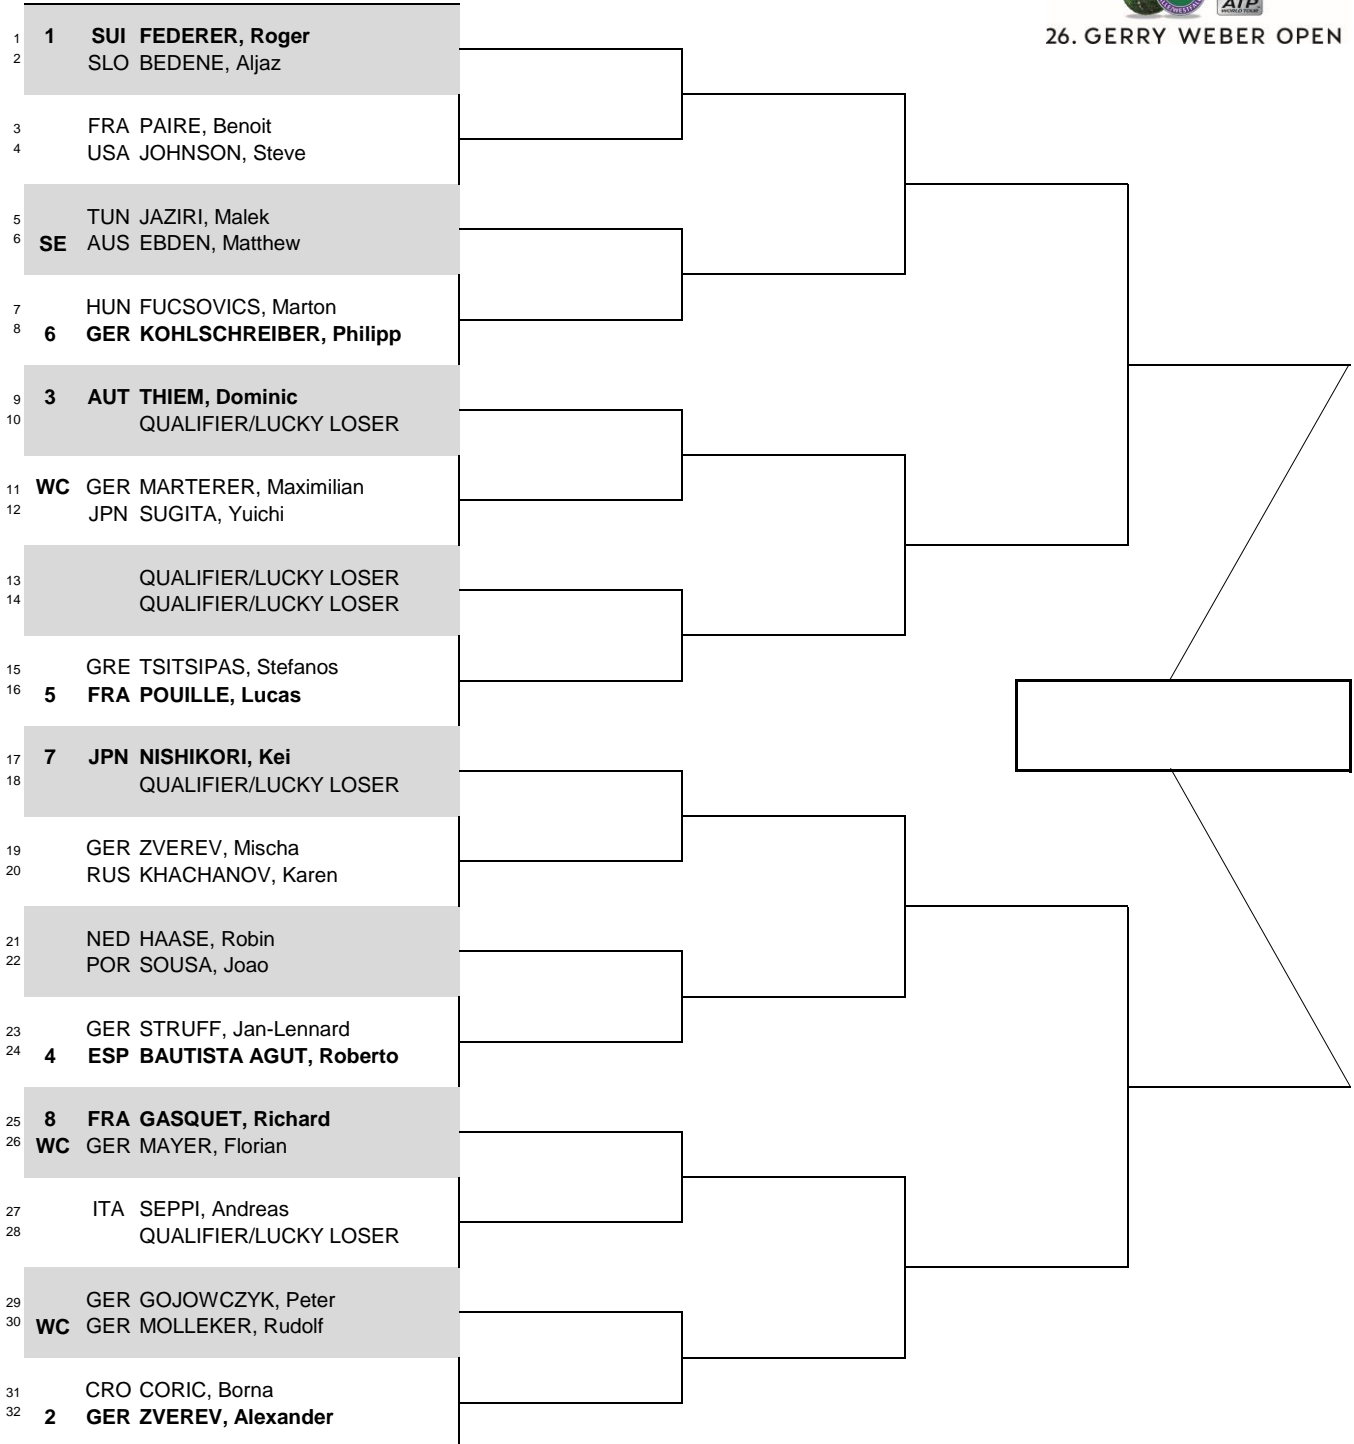 HALLE/WESTFALEN
ATP
WORLD TOUR
26. GERRY WEBER OPEN
1 1 SUI FEDERER, Roger
2 SLO BEDENE, Aljaz
3 FRA PAIRE, Benoit
4 USA JOHNSON, Steve
5 TUN JAZIRI, Malek
6 SE AUS EBDEN, Matthew
7 HUN FUCSOVICS, Marton
8 6 GER KOHLSCHREIBER, Philipp
9 3 AUT THIEM, Dominic
10 QUALIFIER/LUCKY LOSER
11 WC GER MARTERER, Maximilian
12 JPN SUGITA, Yuichi
13 QUALIFIER/LUCKY LOSER
14 QUALIFIER/LUCKY LOSER
15 GRE TSITSIPAS, Stefanos
16 5 FRA POUILLE, Lucas
17 7 JPN NISHIKORI, Kei
18 QUALIFIER/LUCKY LOSER
19 GER ZVEREV, Mischa
20 RUS KHACHANOV, Karen
21 NED HAASE, Robin
22 POR SOUSA, Joao
23 GER STRUFF, Jan-Lennard
24 4 ESP BAUTISTA AGUT, Roberto
25 8 FRA GASQUET, Richard
26 WC GER MAYER, Florian
27 ITA SEPPI, Andreas
28 QUALIFIER/LUCKY LOSER
29 GER GOJOWCZYK, Peter
30 WC GER MOLLEKER, Rudolf
31 CRO CORIC, Borna
32 2 GER ZVEREV, Alexander